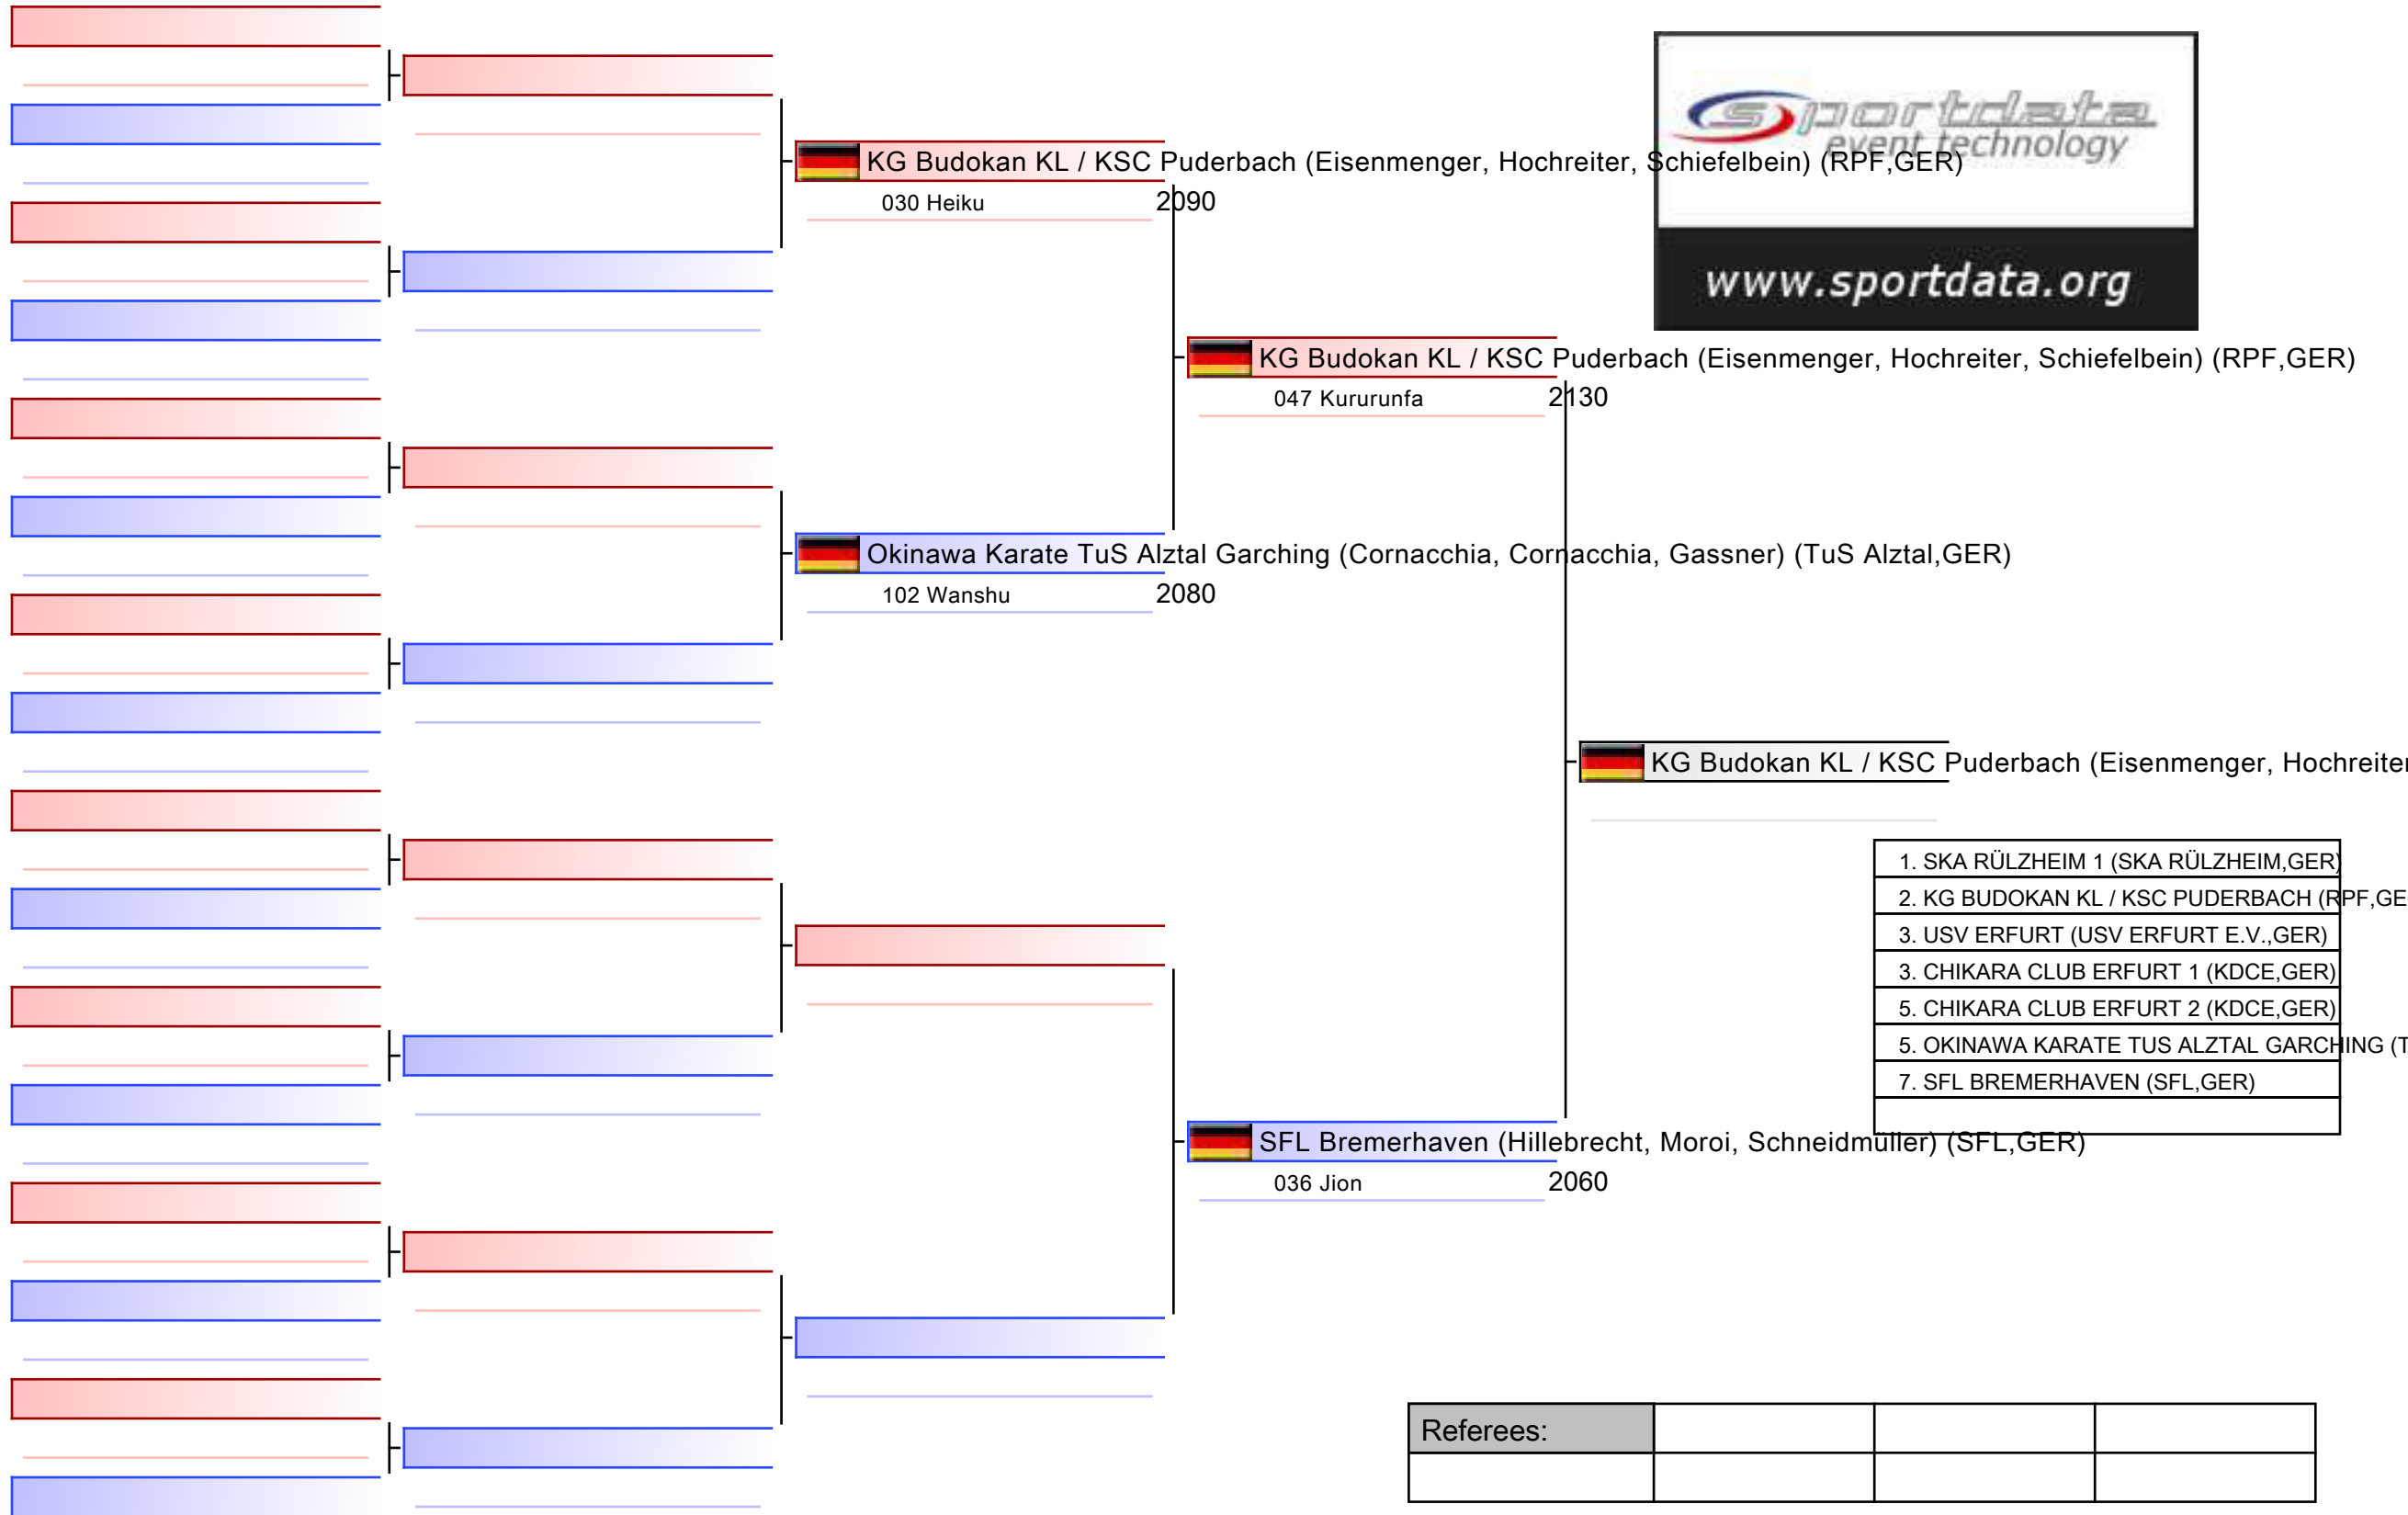 sportdata
event technology
www.sportdata.org
KG Budokan KL / KSC Puderbach (Eisenmenger, Hochreiter, Schiefelbein) (RPF,GER)
030 Heiku 2090
KG Budokan KL / KSC Puderbach (Eisenmenger, Hochreiter, Schiefelbein) (RPF,GER)
047 Kururunfa 2130
Okinawa Karate TuS Alztal Garching (Cornacchia, Cornacchia, Gassner) (TuS Alztal,GER)
102 Wanshu 2080
KG Budokan KL / KSC Puderbach (Eisenmenger, Hochreiter
1. SKA RÜLZHEIM 1 (SKA RÜLZHEIM,GER)
2. KG BUDOKAN KL / KSC PUDERBACH (RPF,GE
3. USV ERFURT (USV ERFURT E.V.,GER)
3. CHIKARA CLUB ERFURT 1 (KDCE,GER)
5. CHIKARA CLUB ERFURT 2 (KDCE,GER)
5. OKINAWA KARATE TUS ALZTAL GARCHING (T
7. SFL BREMERHAVEN (SFL,GER)
SFL Bremerhaven (Hillebrecht, Moroi, Schneidmüller) (SFL,GER)
036 Jion 2060
Referees: